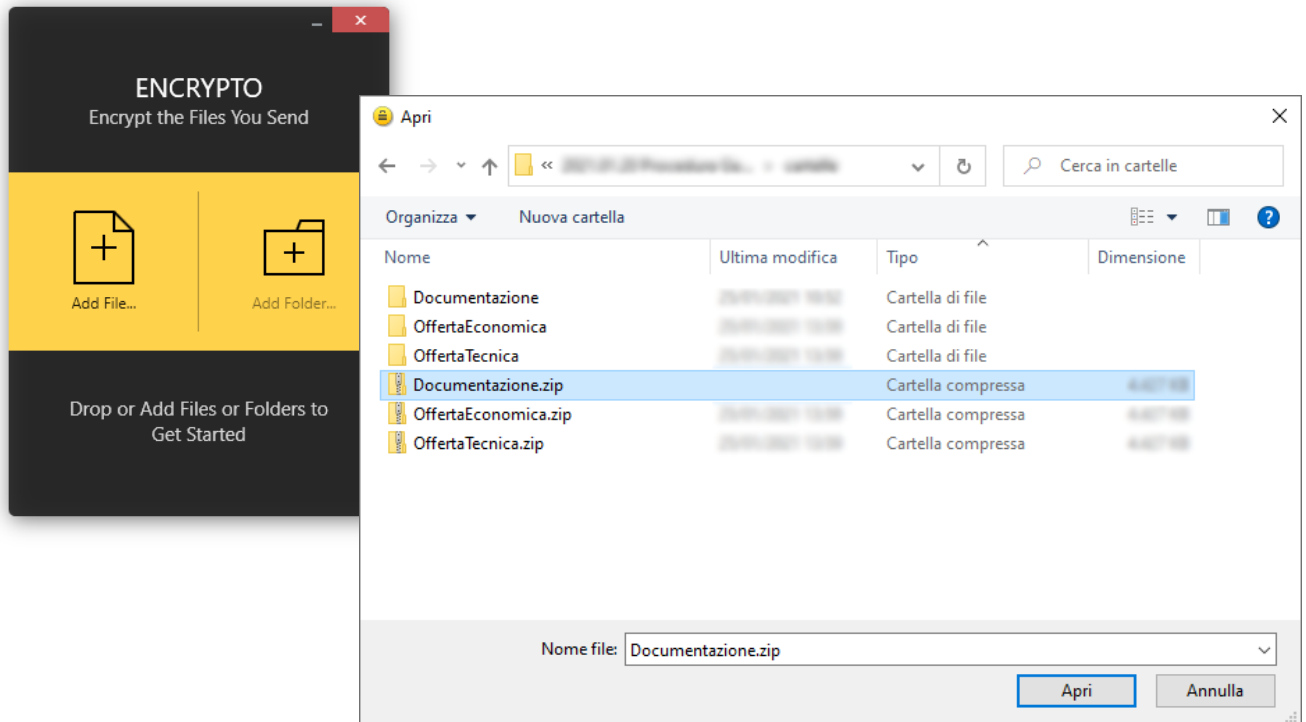 ENCRYPTO
Encrypt the Files You Send
Add File...
Add Folder...
Drop or Add Files or Folders to
Get Started
Apri
«
Cerca in cartelle
Organizza
Nuova cartella
?
Nome Ultima modifica Tipo Dimensione
Documentazione Cartella di file
OffertaEconomica Cartella di file
OffertaTecnica Cartella di file
Documentazione.zip Cartella compressa
OffertaEconomica.zip Cartella compressa
OffertaTecnica.zip Cartella compressa
Nome file: Documentazione.zip
Apri Annulla